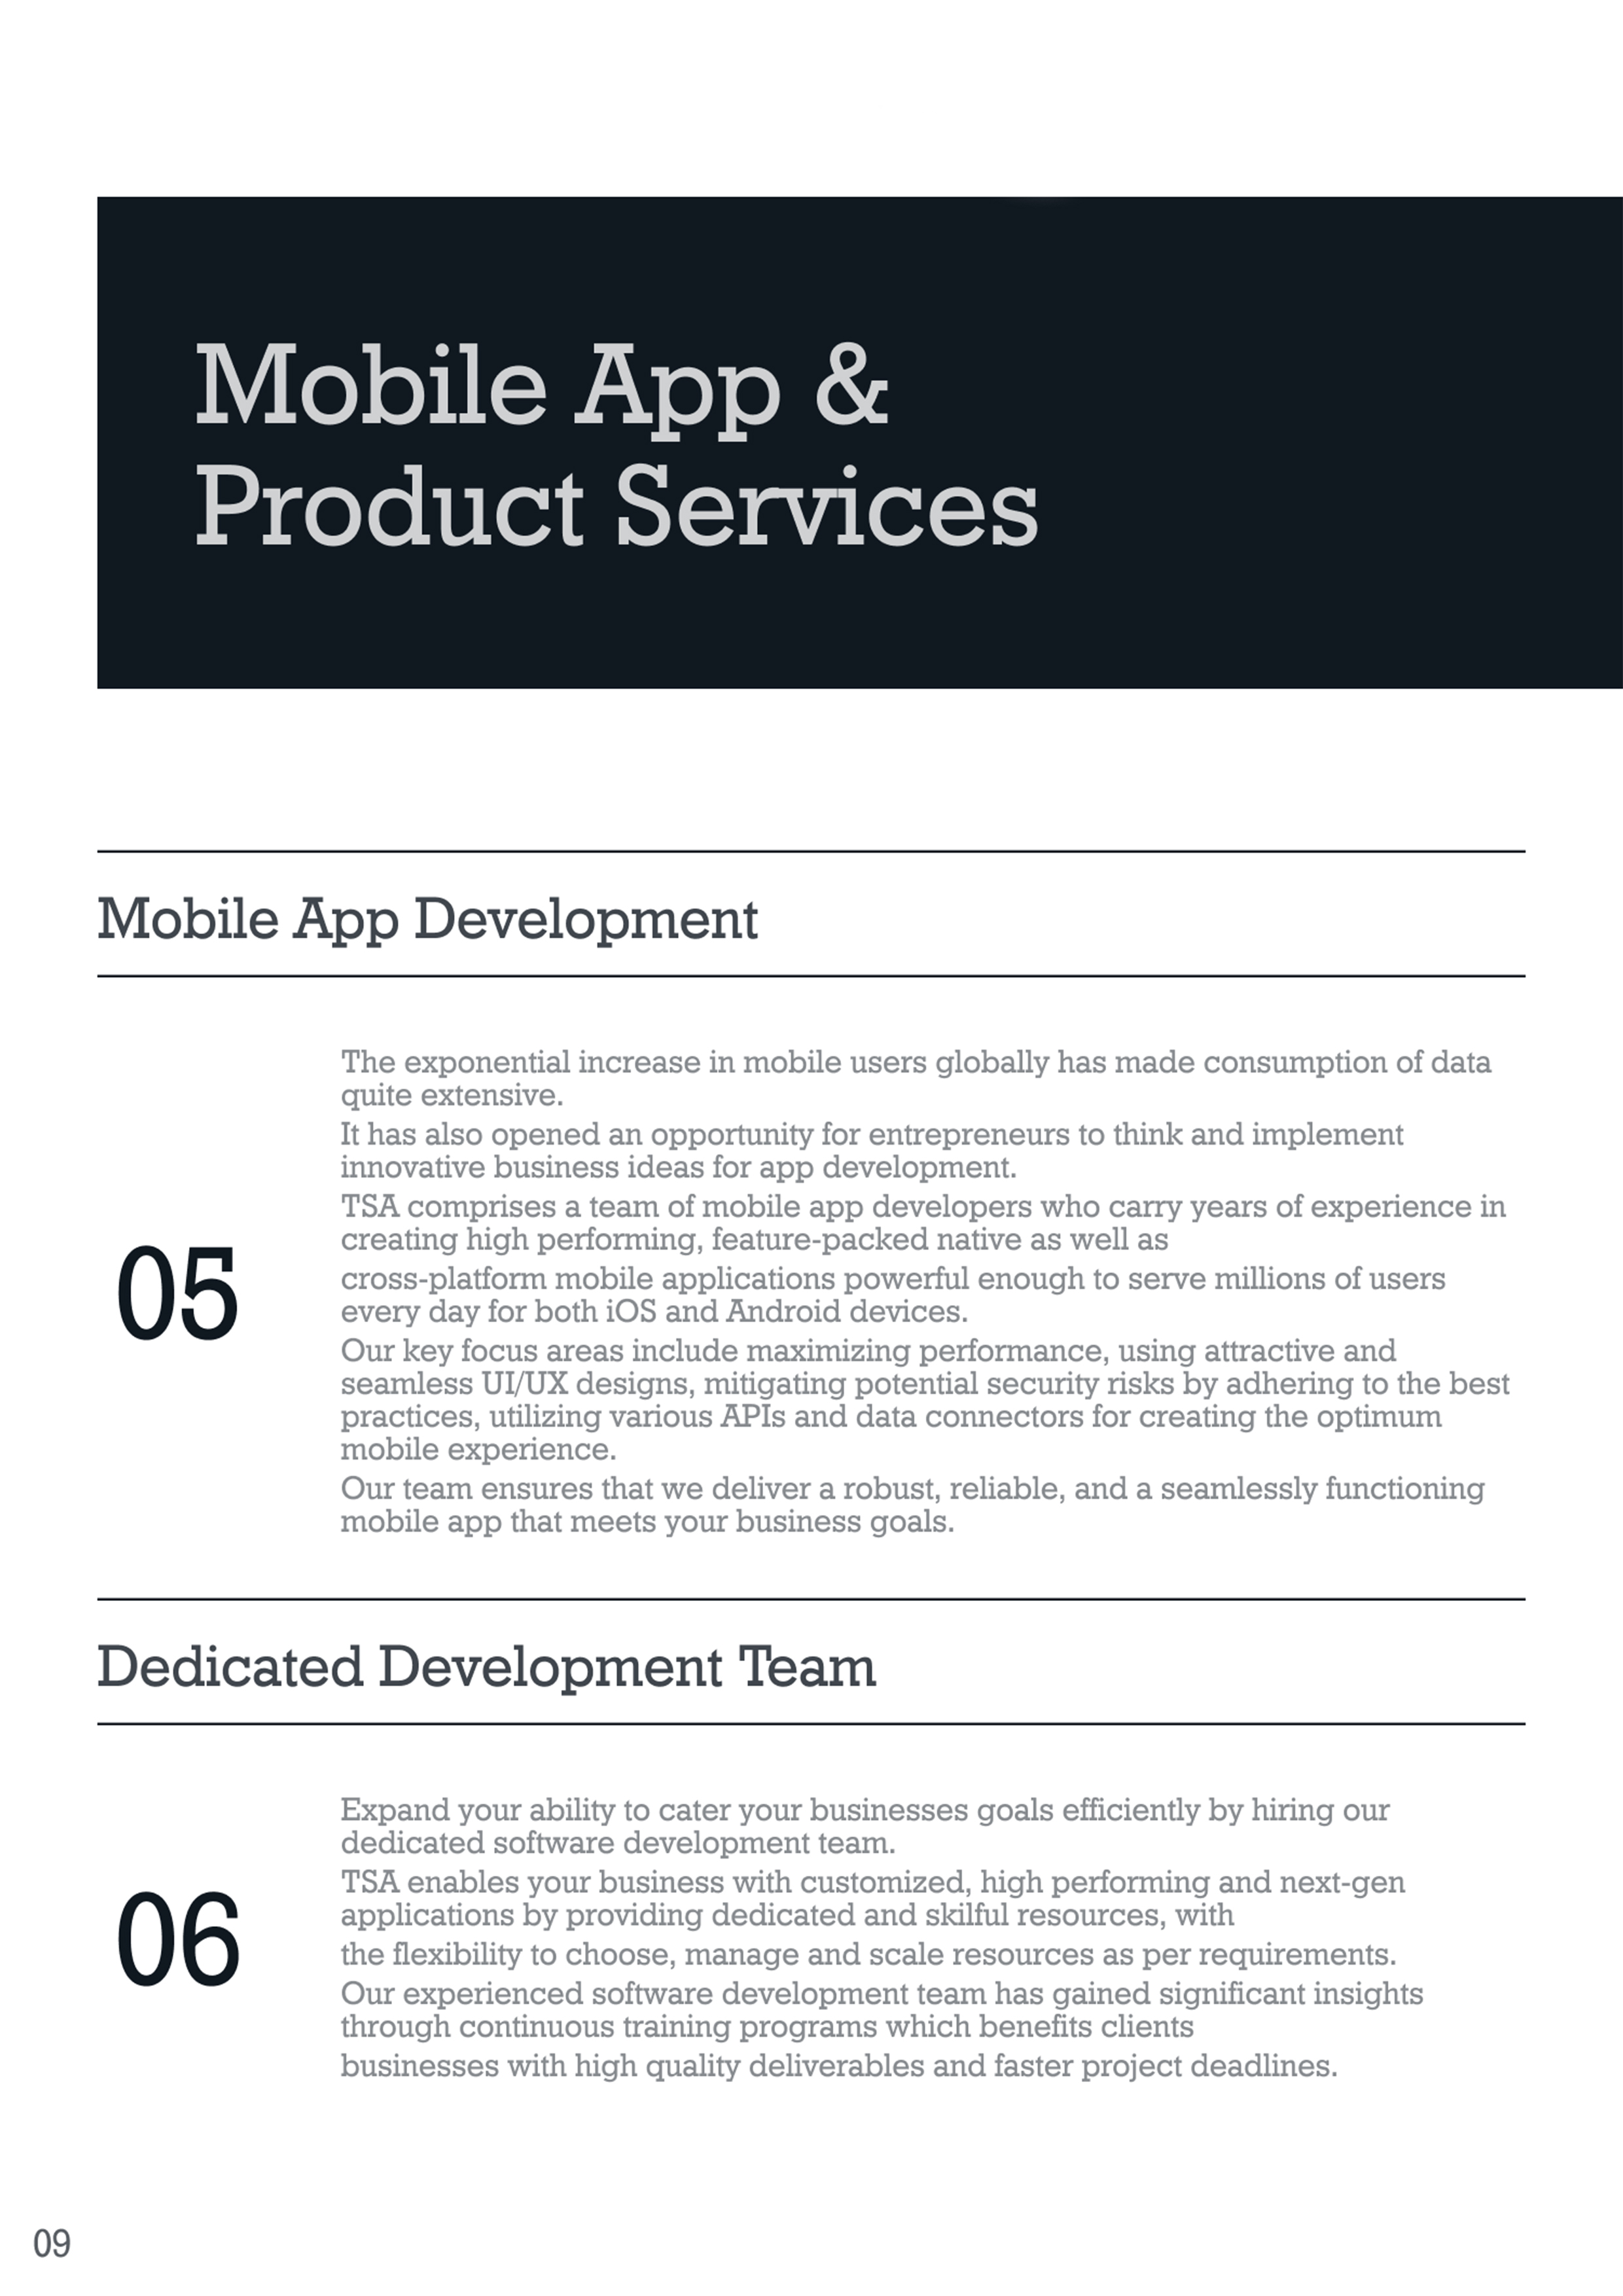 Mobile App &
Product Services
Mobile App Development
05
The exponential increase in mobile users globally has made consumption of data
quite extensive.
It has also opened an opportunity for entrepreneurs to think and implement
innovative business ideas for app development.
TSA comprises a team of mobile app developers who carry years of experience in
creating high performing, feature-packed native as well as
cross-platform mobile applications powerful enough to serve millions of users
every day for both iOS and Android devices.
Our key focus areas include maximizing performance, using attractive and
seamless UI/UX designs, mitigating potential security risks by adhering to the best
practices, utilizing various APIs and data connectors for creating the optimum
mobile experience.
Our team ensures that we deliver a robust, reliable, and a seamlessly functioning
mobile app that meets your business goals.
Dedicated Development Team
06
Expand your ability to cater your businesses goals efficiently by hiring our
dedicated software development team.
TSA enables your business with customized, high performing and next-gen
applications by providing dedicated and skilful resources, with
the flexibility to choose, manage and scale resources as per requirements.
Our experienced software development team has gained significant insights
through continuous training programs which benefits clients
businesses with high quality deliverables and faster project deadlines.
09